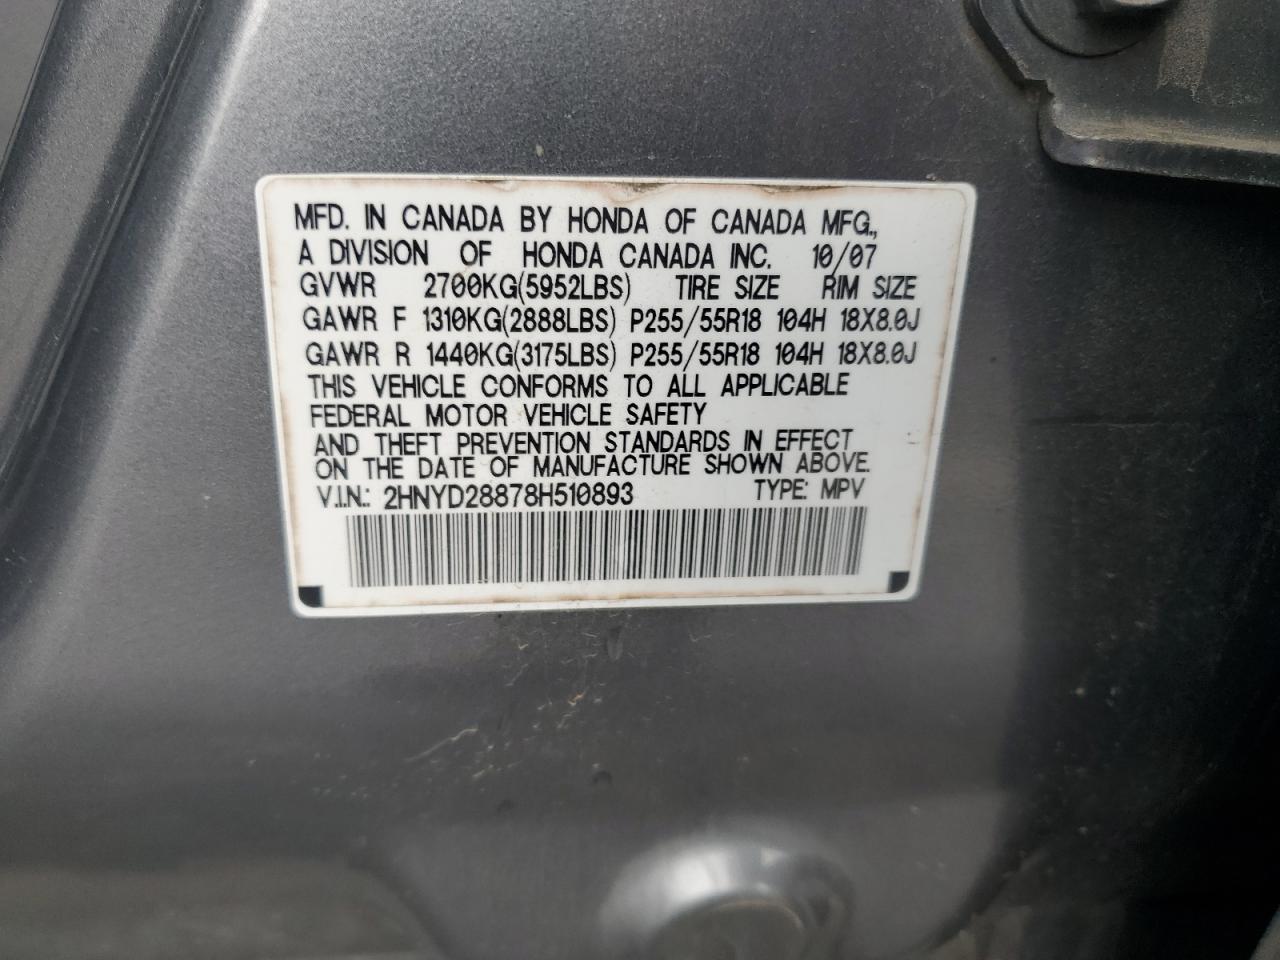 MFD. IN CANADA BY HONDA OF CANADA MFG.,
A DIVISION OF HONDA CANADA INC. 10/07
GVWR 2700KG(5952LBS) TIRE SIZE RIM SIZE
GAWR F 1310KG(2888LBS) P255/55R18 104H 18X8.0J
GAWR R 1440KG(3175LBS) P255/55R18 104H 18X8.0J
THIS VEHICLE CONFORMS TO ALL APPLICABLE
FEDERAL MOTOR VEHICLE SAFETY
AND THEFT PREVENTION STANDARDS IN EFFECT
ON THE DATE OF MANUFACTURE SHOWN ABOVE.
V.I.N.: 2HNYD28878H510893 TYPE: MPV